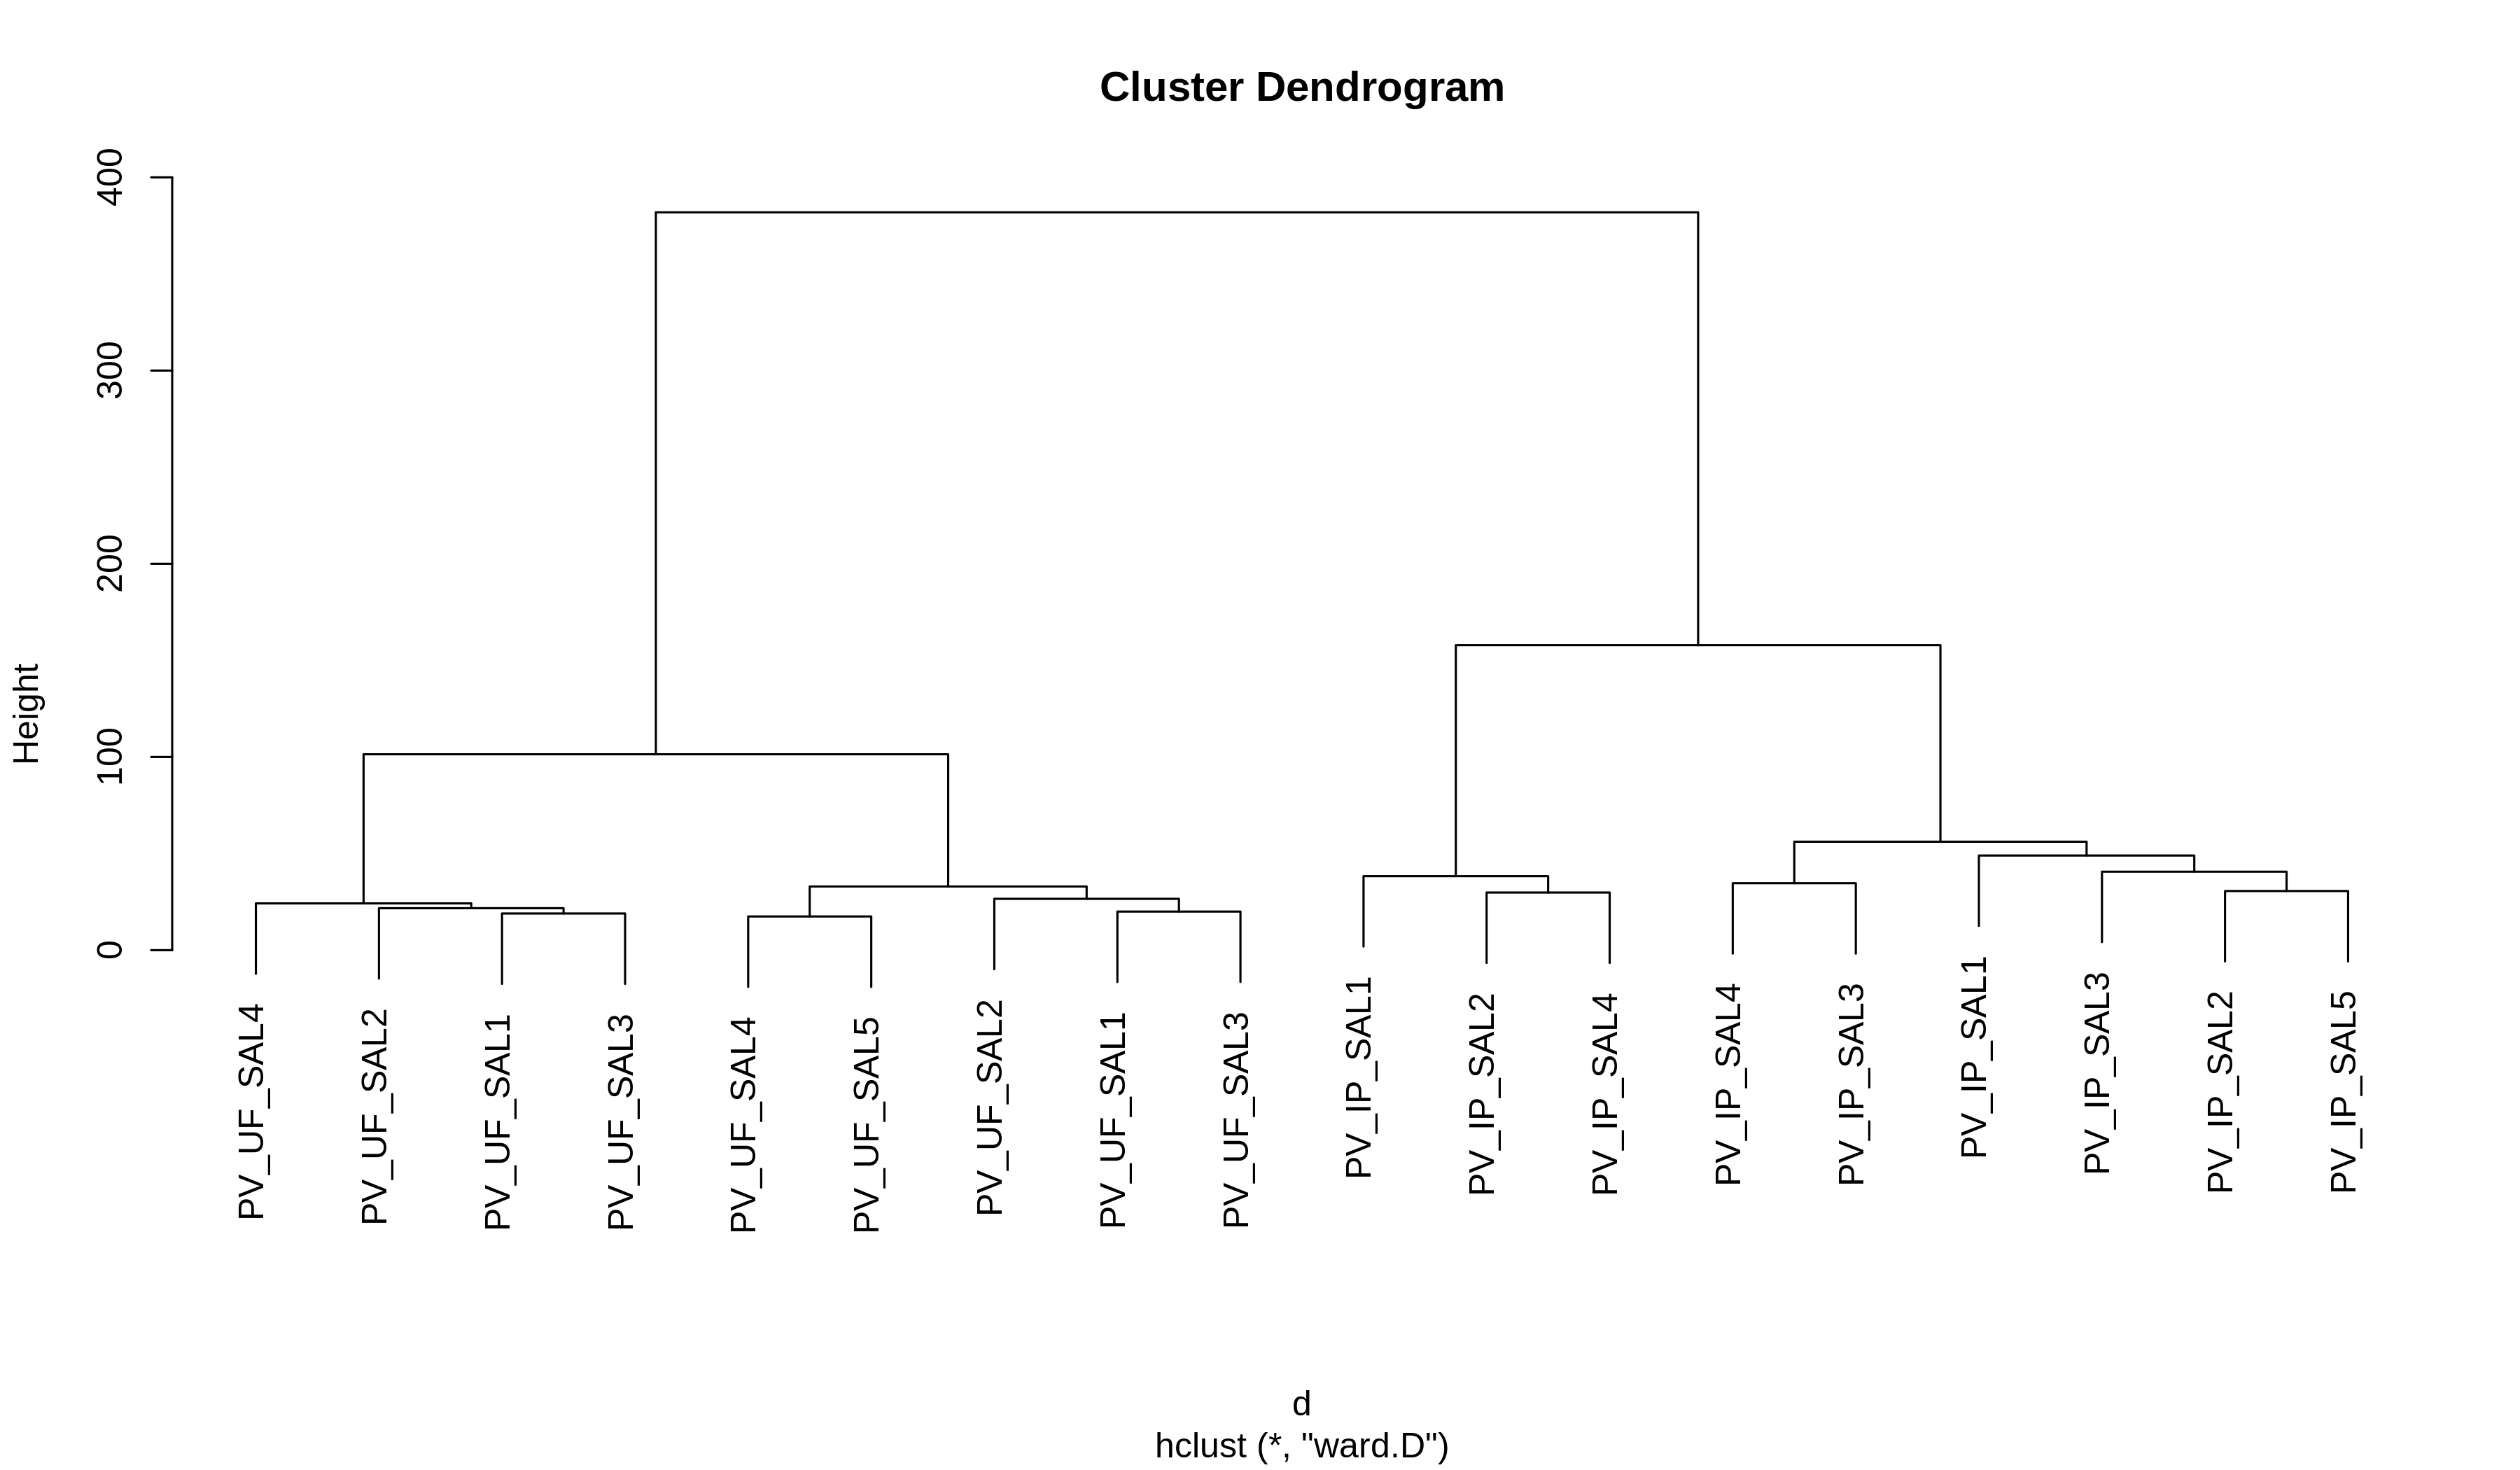 Cluster Dendrogram
Height
400
300
200
100
0
PV_UF_SAL4
PV_UF_SAL2
PV_UF_SAL1
PV_UF_SAL3
PV_UF_SAL4
PV_UF_SAL5
PV_UF_SAL2
PV_UF_SAL1
PV_UF_SAL3
PV_IP_SAL1
PV_IP_SAL2
PV_IP_SAL4
PV_IP_SAL4
PV_IP_SAL3
PV_IP_SAL1
PV_IP_SAL3
PV_IP_SAL2
PV_IP_SAL5
d
hclust (*, "ward.D")